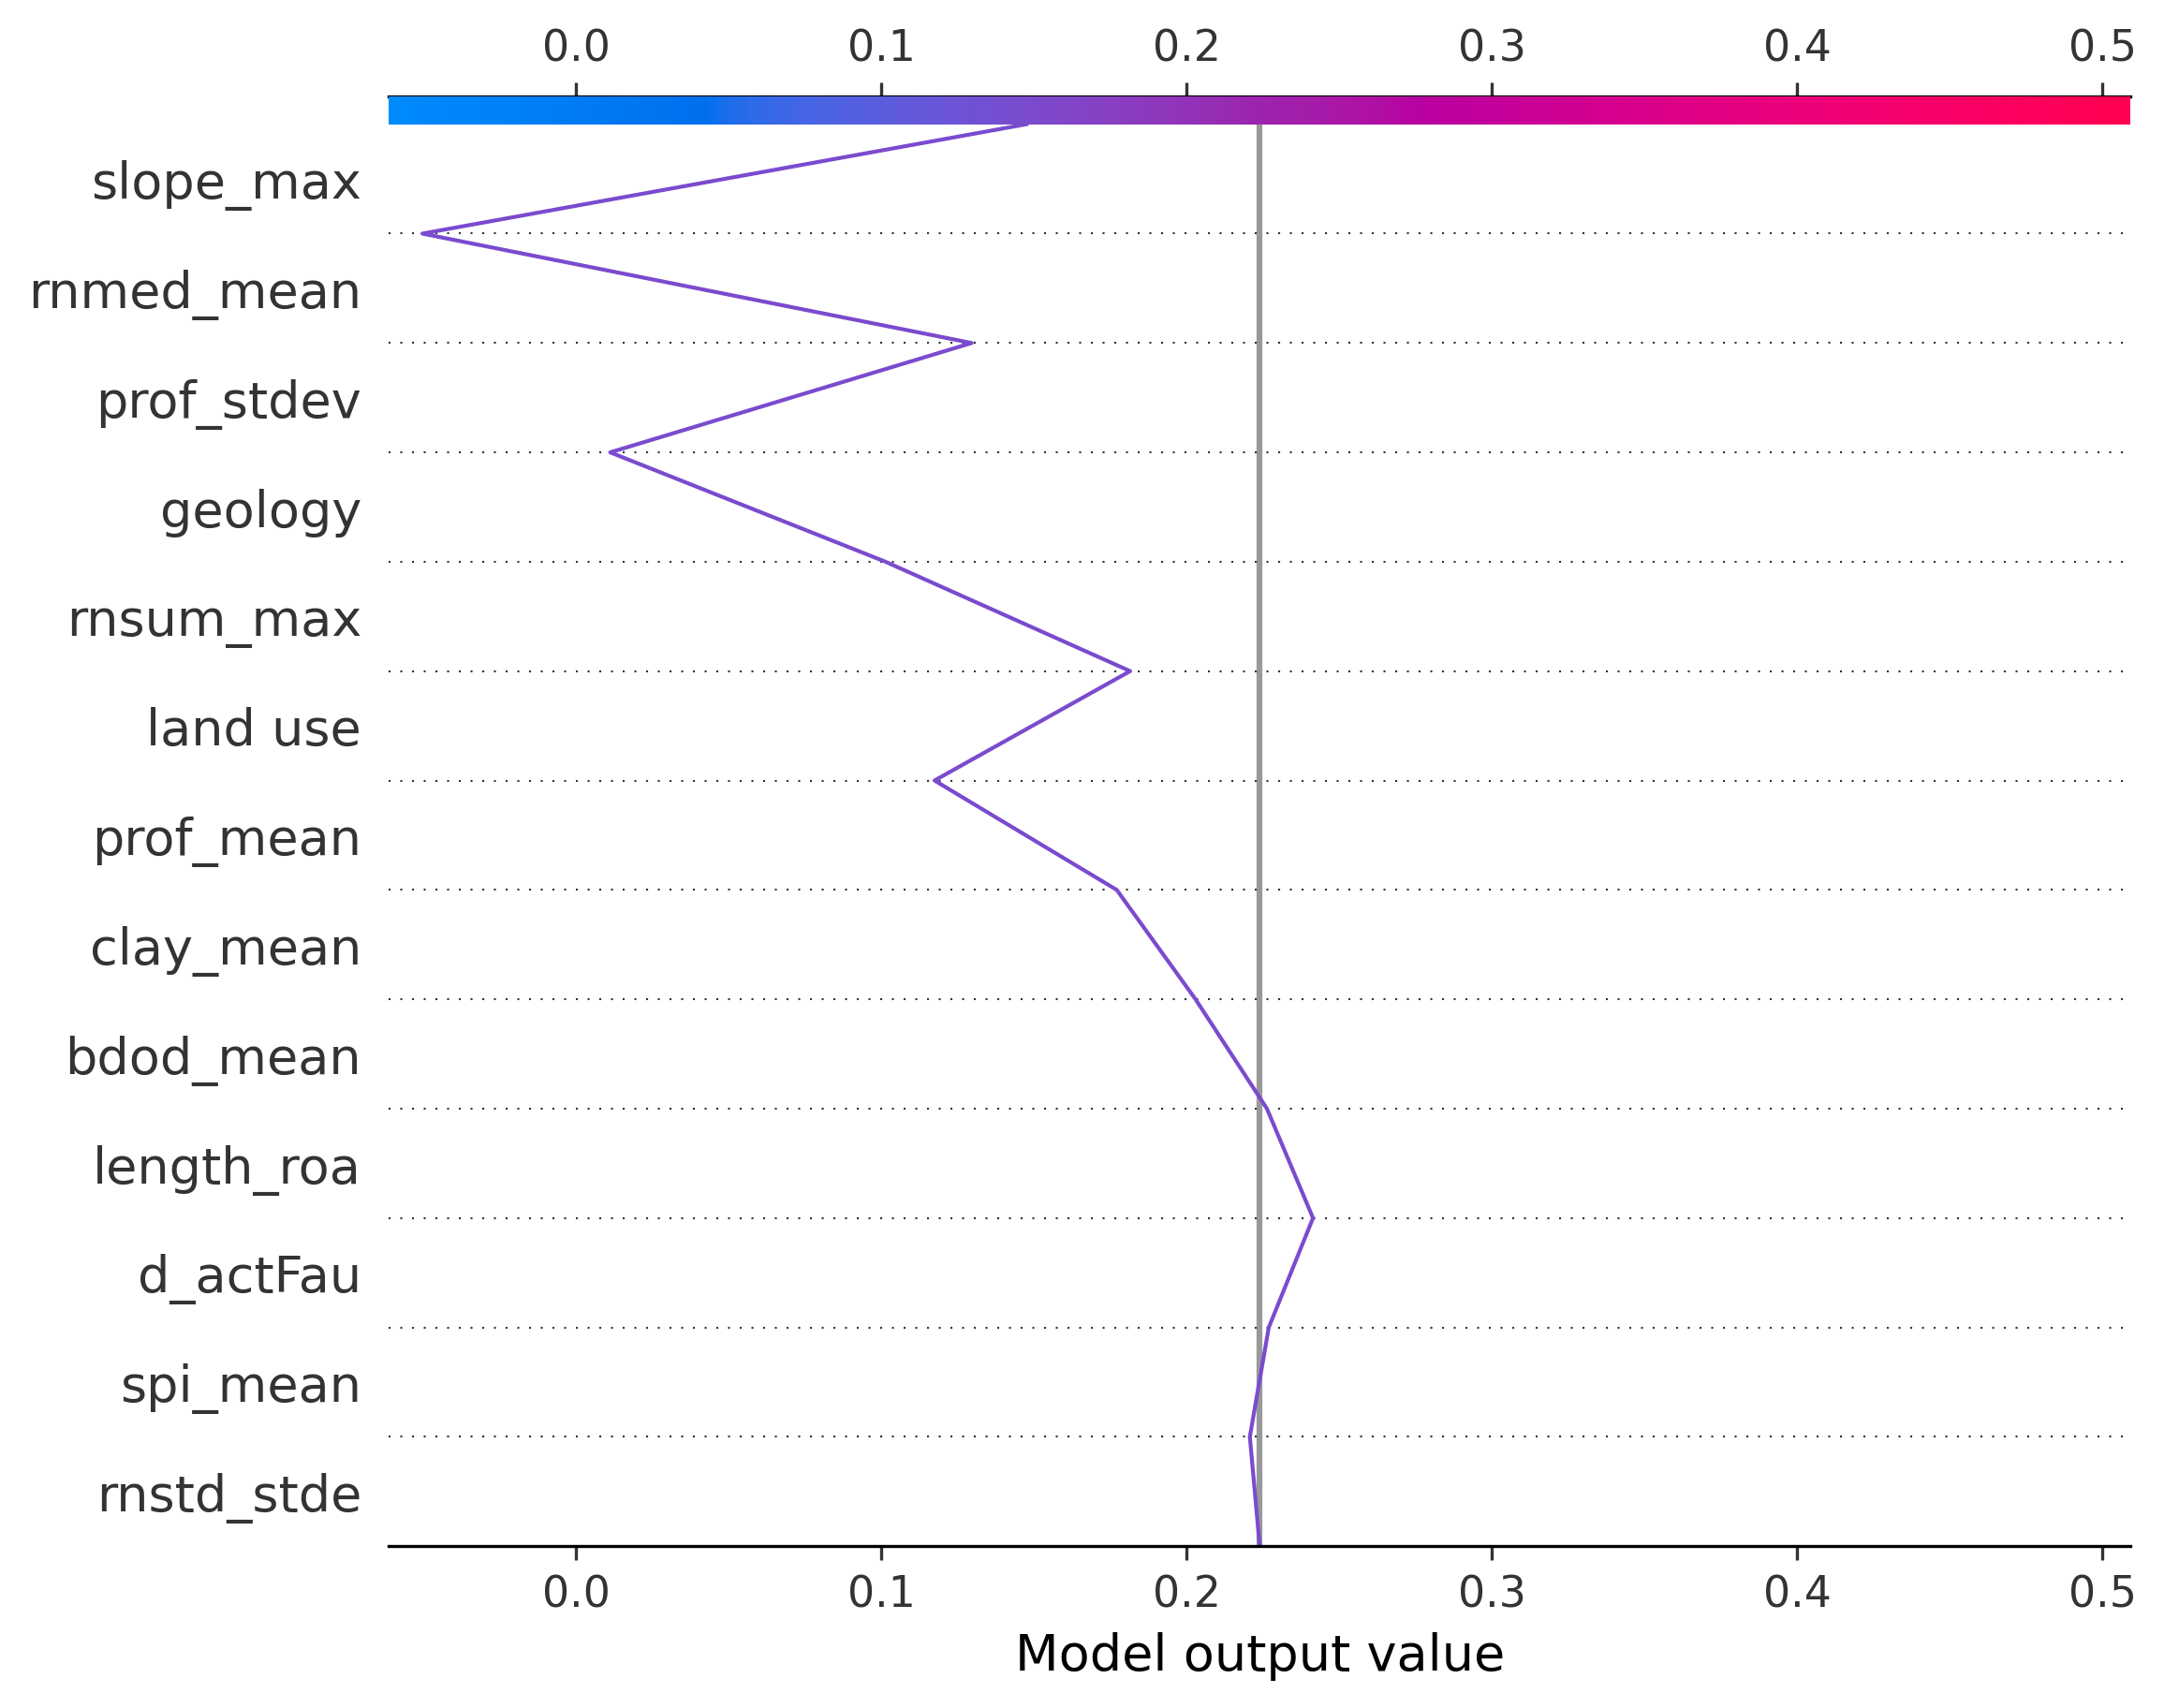 0.0 0.1 0.2 0.3 0.4 0.5
slope_max
rnmed_mean
prof_stdev
geology
rnsum_max
land use
prof_mean
clay_mean
bdod_mean
length_roa
d_actFau
spi_mean
rnstd_stde
0.0 0.1 0.2 0.3 0.4 0.5
Model output value